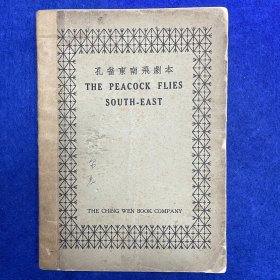 孔雀東南飛劇本
THE PEACOCK FLIES
SOUTH-EAST
THE CHING WEN BOOK COMPANY